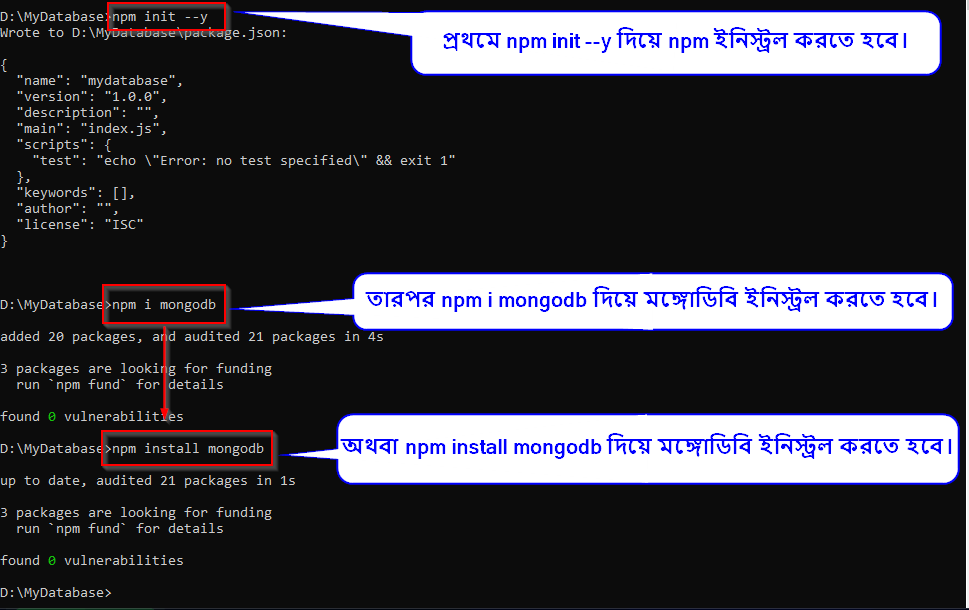 D:\MyDatabase>npm init --y
প্রথমে npm init --y দিয়ে npm ইনিস্ট্রল করতে হবে।
Wrote to D:\MyDatabase\package.json:
{
"name": "mydatabase",
"version": "1.0.0",
"description": "",
"main": "index.js",
"scripts": {
"test": "echo \"Error: no test specified\" && exit 1"
},
"keywords": [],
"author": "",
"license": "ISC"
}
D:\MyDatabase>npm i mongodb
তারপর npm i mongodb দিয়ে মঙ্গোডিবি ইনিস্ট্রল করতে হবে।
added 20 packages, and audited 21 packages in 4s
3 packages are looking for funding
run `npm fund` for details
found 0 vulnerabilities
D:\MyDatabase>npm install mongodb
অথবা npm install mongodb দিয়ে মঙ্গোডিবি ইনিস্ট্রল করতে হবে।
up to date, audited 21 packages in 1s
3 packages are looking for funding
run `npm fund` for details
found 0 vulnerabilities
D:\MyDatabase>